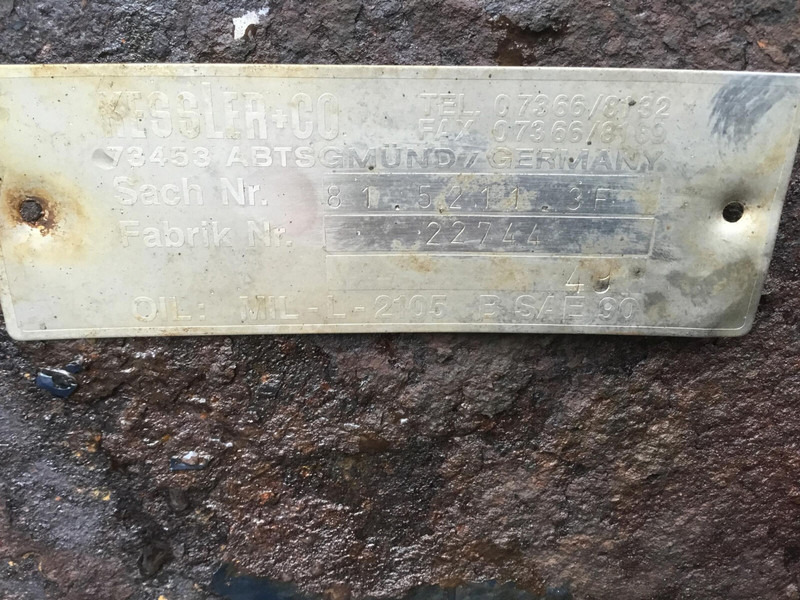 KESSLER+CO TEL. 07366/8132
FAX 07366/8169
73453 ABTSGMÜND / GERMANY
Sach Nr. 81.5211.3F
Fabrik Nr. 22744
OIL: MIL-L-2105 B SAE 90